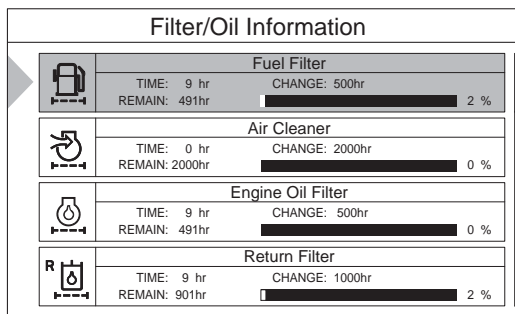 Filter/Oil Information
Fuel Filter
TIME: 9 hr CHANGE: 500hr
REMAIN: 491hr 2 %
Air Cleaner
TIME: 0 hr CHANGE: 2000hr
REMAIN: 2000hr 0 %
Engine Oil Filter
TIME: 9 hr CHANGE: 500hr
REMAIN: 491hr 0 %
R
Return Filter
TIME: 9 hr CHANGE: 1000hr
REMAIN: 901hr 2 %